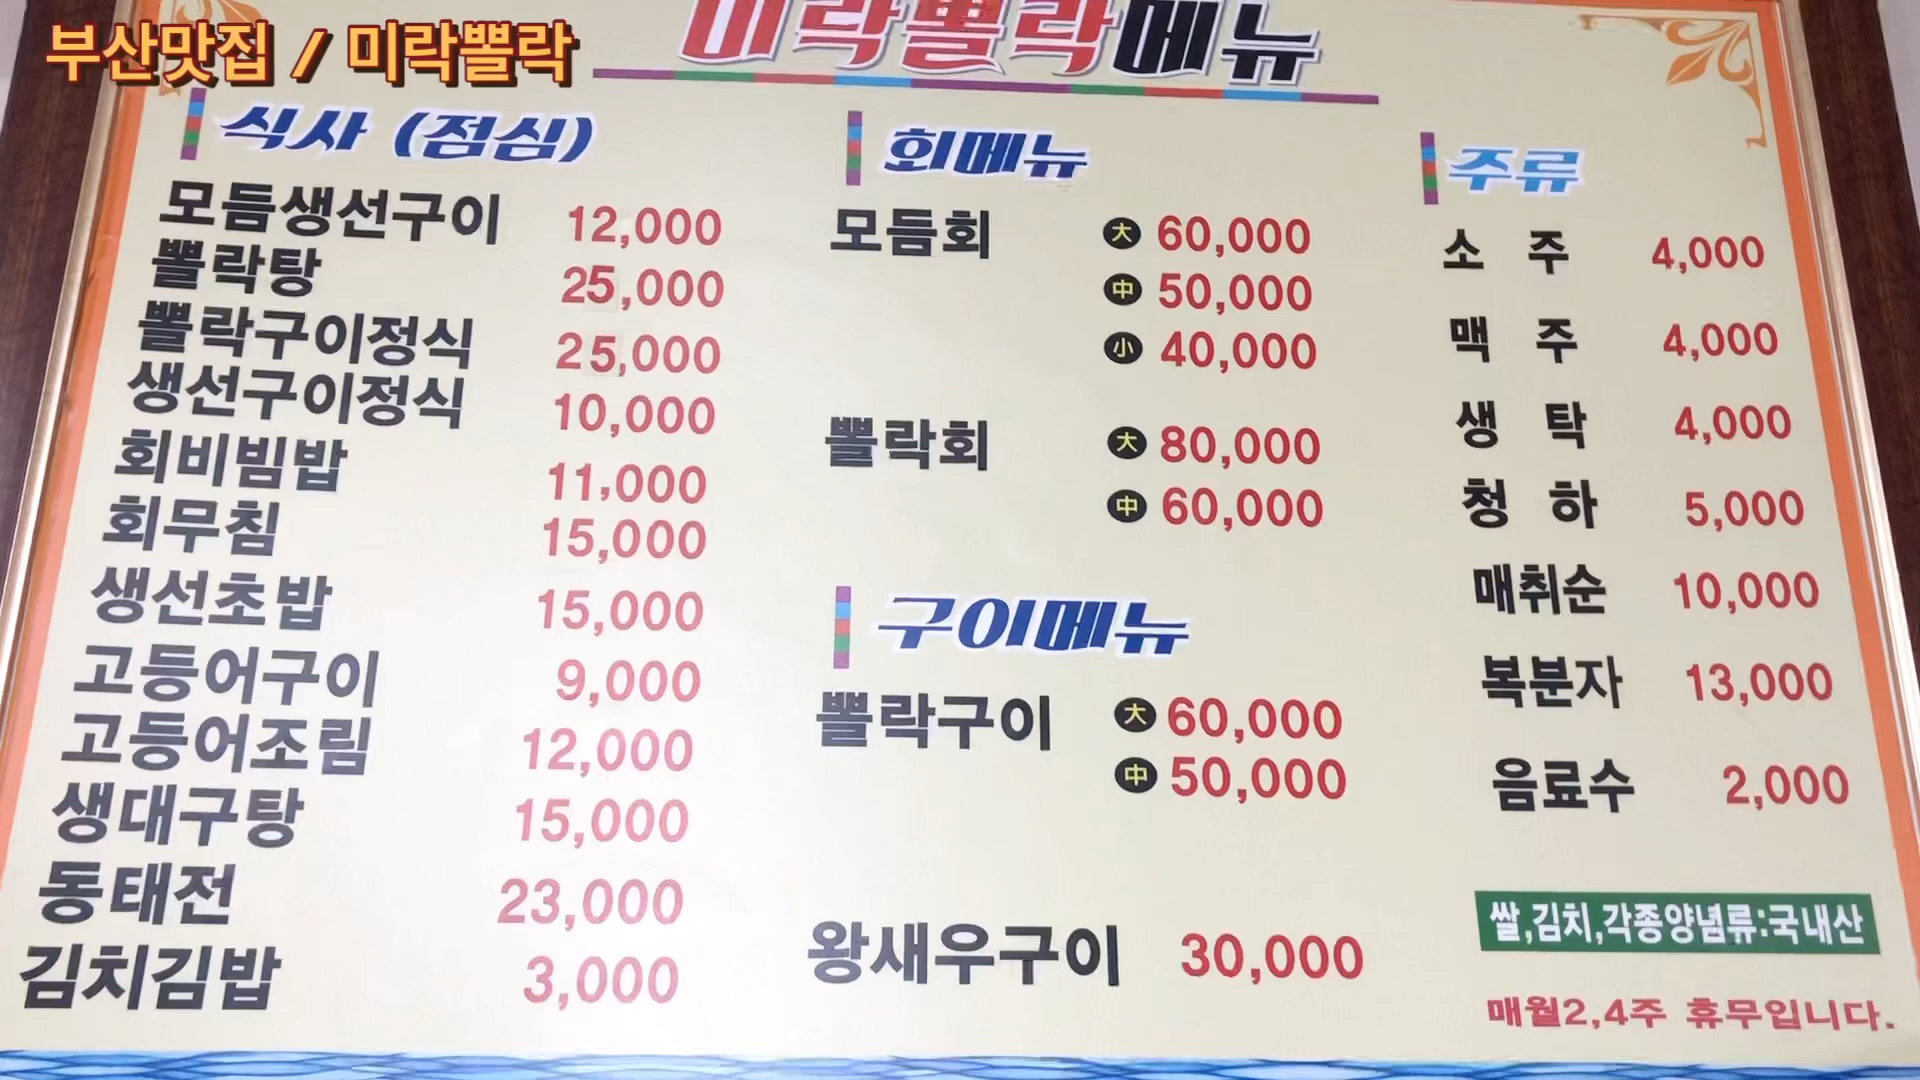 부산맛집 / 미락뽈락
미락뽈락메뉴
식사 (점심)
모듬생선구이 12,000
뽈락탕 25,000
뽈락구이정식 25,000
생선구이정식 10,000
회비빔밥 11,000
회무침 15,000
생선초밥 15,000
고등어구이 9,000
고등어조림 12,000
생대구탕 15,000
동태전 23,000
김치김밥 3,000
회메뉴
모듬회 大 60,000
中 50,000
小 40,000
뽈락회 大 80,000
中 60,000
구이메뉴
뽈락구이 大 60,000
中 50,000
왕새우구이 30,000
주류
소 주 4,000
맥 주 4,000
생 탁 4,000
청 하 5,000
매취순 10,000
복분자 13,000
음료수 2,000
쌀,김치,각종양념류:국내산
매월2,4주 휴무입니다.